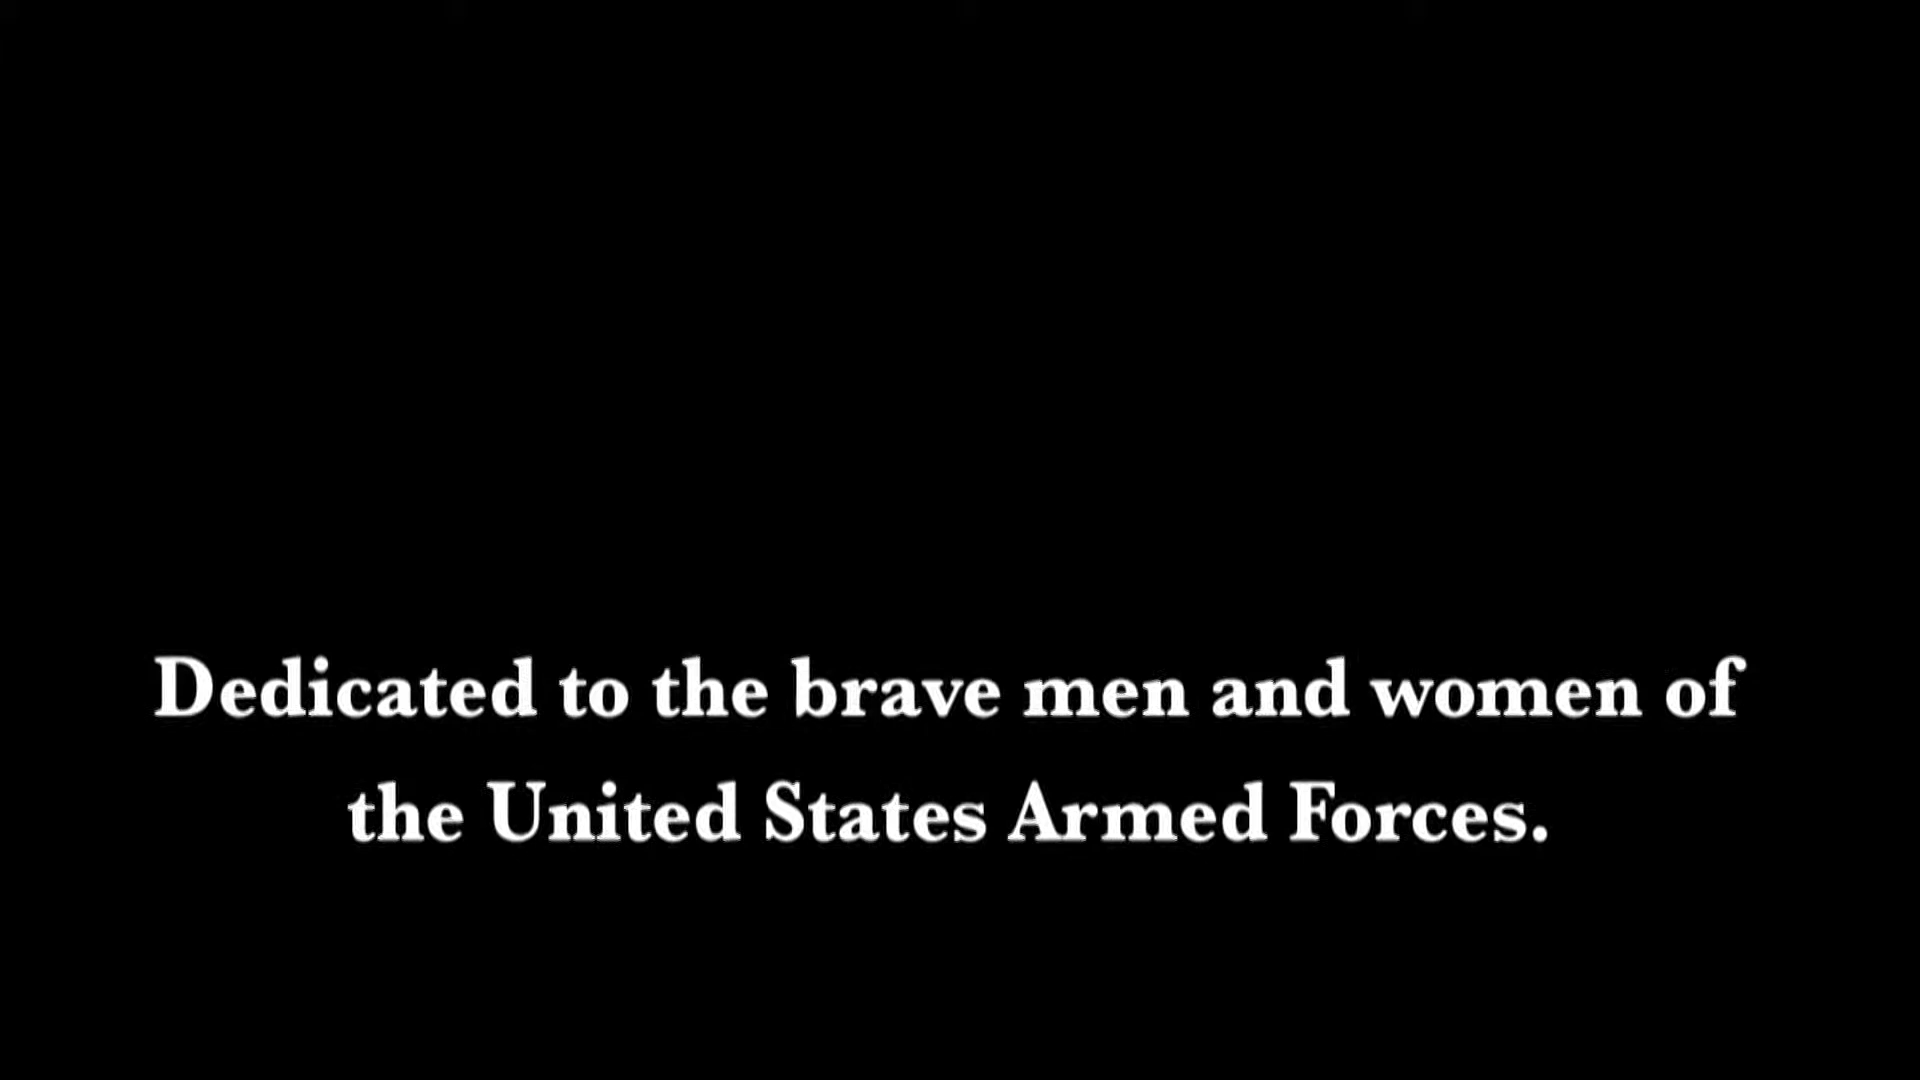 Dedicated to the brave men and women of
the United States Armed Forces.